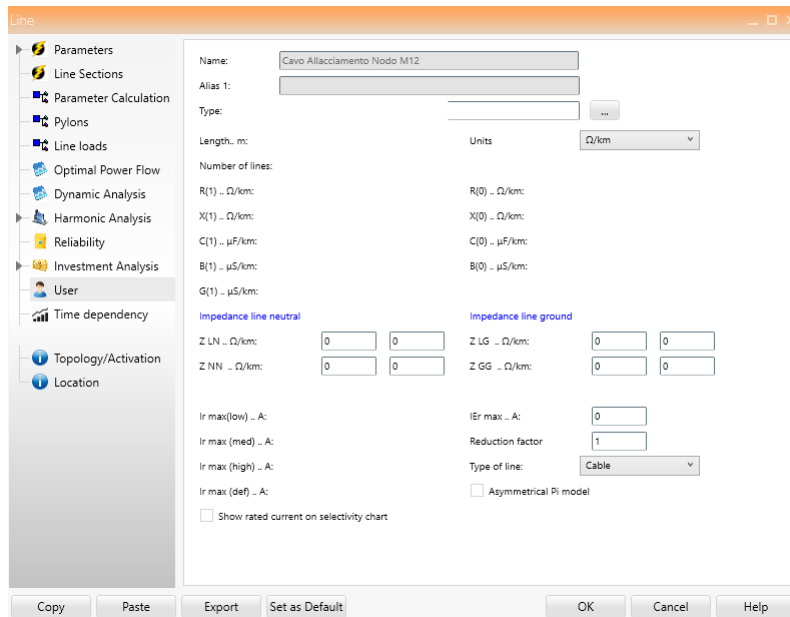 Line
Parameters
Line Sections
Parameter Calculation
Pylons
Line loads
Optimal Power Flow
Dynamic Analysis
Harmonic Analysis
Reliability
Investment Analysis
User
Time dependency
Topology/Activation
Location
Name: Cavo Allacciamento Nodo M12
Alias 1:
Type: ...
Length.. m: Units Ω/km
Number of lines:
R(1) .. Ω/km: R(0) .. Ω/km:
X(1) .. Ω/km: X(0) .. Ω/km:
C(1) .. µF/km: C(0) .. µF/km:
B(1) .. µS/km: B(0) .. µS/km:
G(1) .. µS/km:
Impedance line neutral Impedance line ground
Z LN .. Ω/km: 0 0 Z LG .. Ω/km: 0 0
Z NN .. Ω/km: 0 0 Z GG .. Ω/km: 0 0
Ir max(low) .. A: IEr max .. A: 0
Ir max (med) .. A: Reduction factor 1
Ir max (high) .. A: Type of line: Cable
Ir max (def) .. A: Asymmetrical Pi model
Show rated current on selectivity chart
Copy Paste Export Set as Default OK Cancel Help